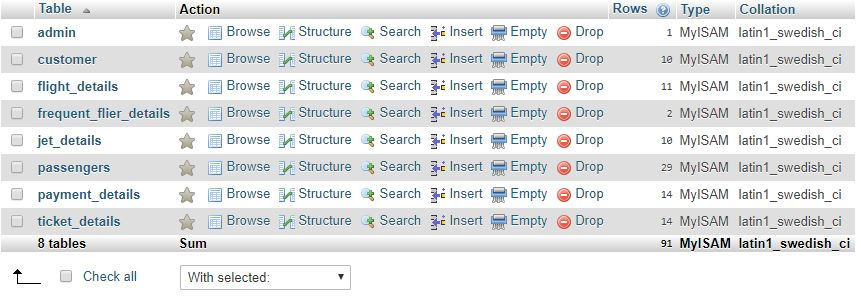 Table Action Rows Type Collation
admin Browse Structure Search Insert Empty Drop 1 MyISAM latin1_swedish_ci
customer Browse Structure Search Insert Empty Drop 10 MyISAM latin1_swedish_ci
flight_details Browse Structure Search Insert Empty Drop 11 MyISAM latin1_swedish_ci
frequent_flier_details Browse Structure Search Insert Empty Drop 2 MyISAM latin1_swedish_ci
jet_details Browse Structure Search Insert Empty Drop 10 MyISAM latin1_swedish_ci
passengers Browse Structure Search Insert Empty Drop 29 MyISAM latin1_swedish_ci
payment_details Browse Structure Search Insert Empty Drop 14 MyISAM latin1_swedish_ci
ticket_details Browse Structure Search Insert Empty Drop 14 MyISAM latin1_swedish_ci
8 tables Sum 91 MyISAM latin1_swedish_ci
Check all With selected: